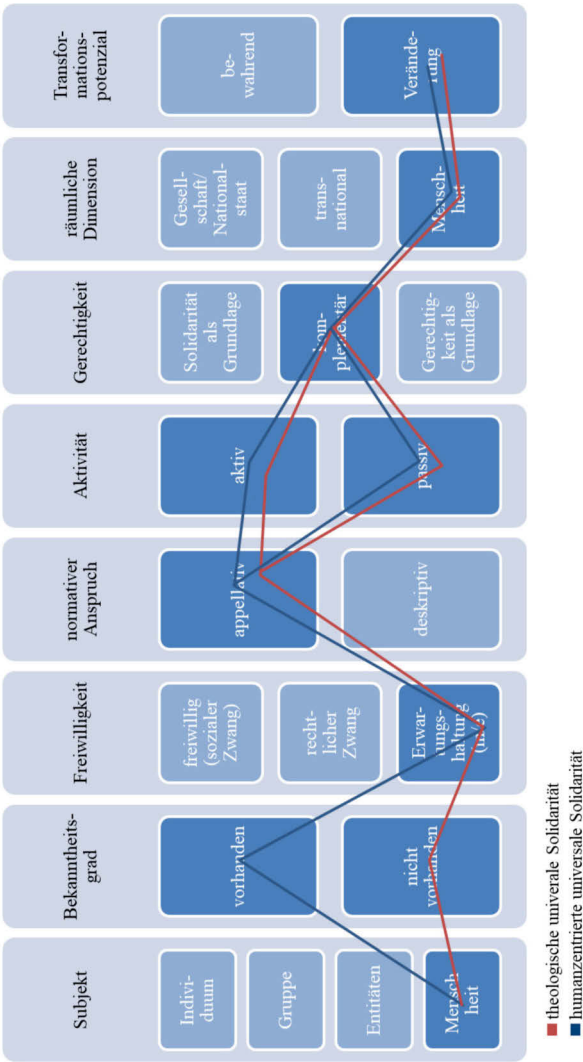 Subjekt
Indivi-
duum
Gruppe
Entitäten
Mensch-
heit
Bekanntheits-
grad
vorhanden
nicht
vorhanden
Freiwilligkeit
freiwillig
(sozialer
Zwang)
recht-
licher
Zwang
Erwar-
tungs-
haltung
(m/e)
normativer
Anspruch
appellativ
deskriptiv
Aktivität
aktiv
passiv
Gerechtigkeit
Solidarität
als
Grundlage
kom-
plementär
Gerechtig-
keit als
Grundlage
räumliche
Dimension
Gesell-
schaft/
National-
staat
trans-
national
Mensch-
heit
Transfor-
mations-
potenzial
be-
wahrend
Verände-
rung
theologische univerale Solidarität
humanzentrierte universale Solidarität